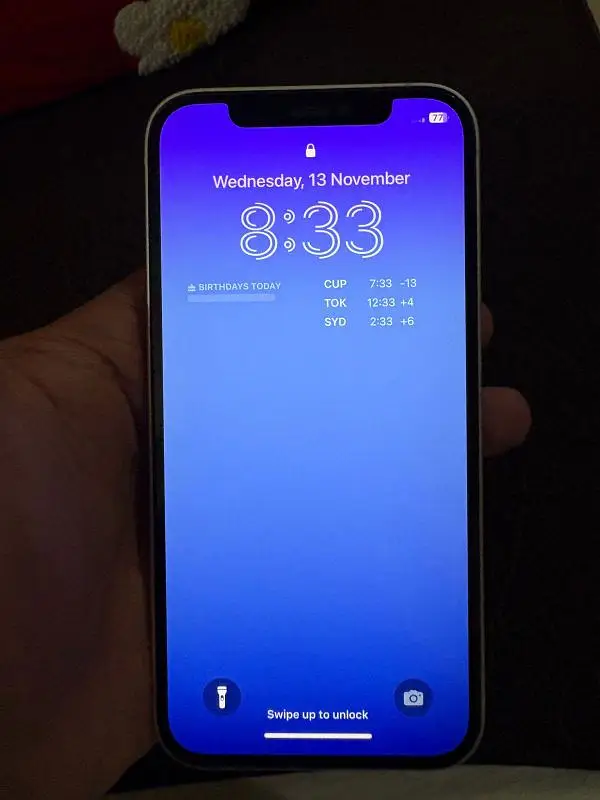 77
Wednesday, 13 November
8:33
BIRTHDAYS TODAY
CUP 7:33 -13
TOK 12:33 +4
SYD 2:33 +6
Swipe up to unlock